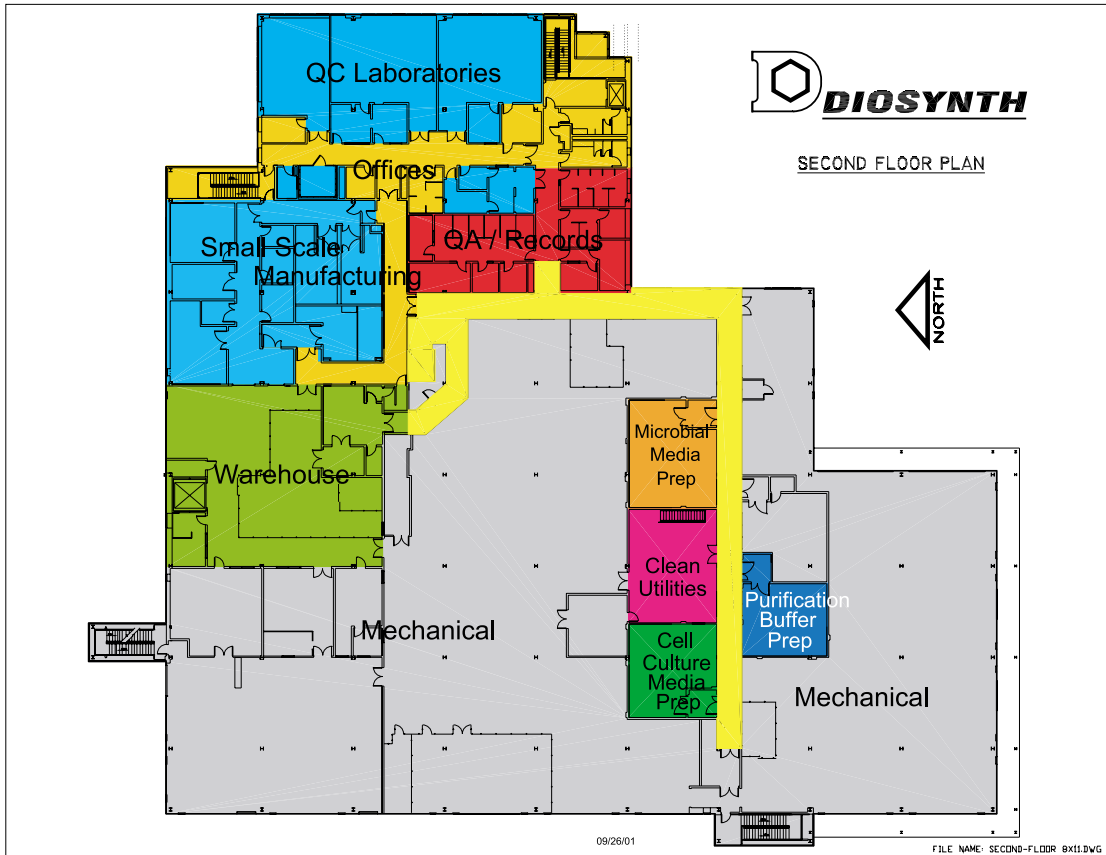 DIOSYNTH
SECOND FLOOR PLAN
QC Laboratories
Offices
Small Scale
Manufacturing
QA / Records
NORTH
Microbial
Media
Prep
Warehouse
Clean
Utilities
Purification
Buffer
Prep
Mechanical
Cell
Culture
Media
Prep
Mechanical
09/26/01
FILE NAME: SECOND-FLOOR 8X11.DWG